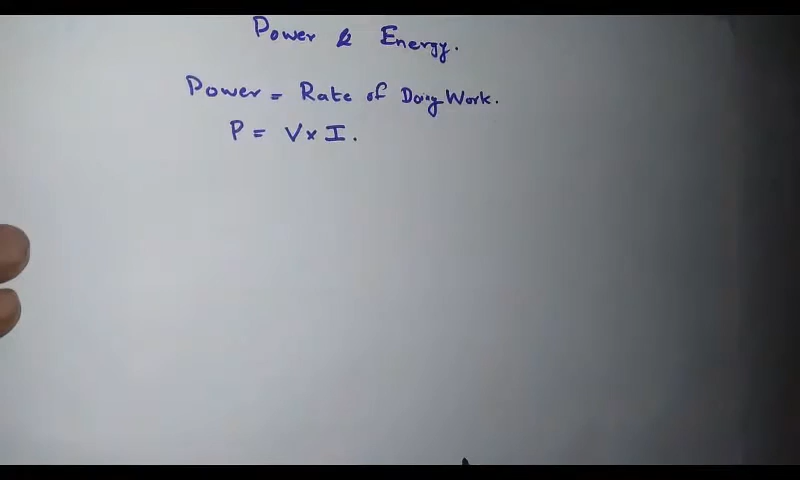 Power & Energy.
Power = Rate of Doing Work.
P = V × I.